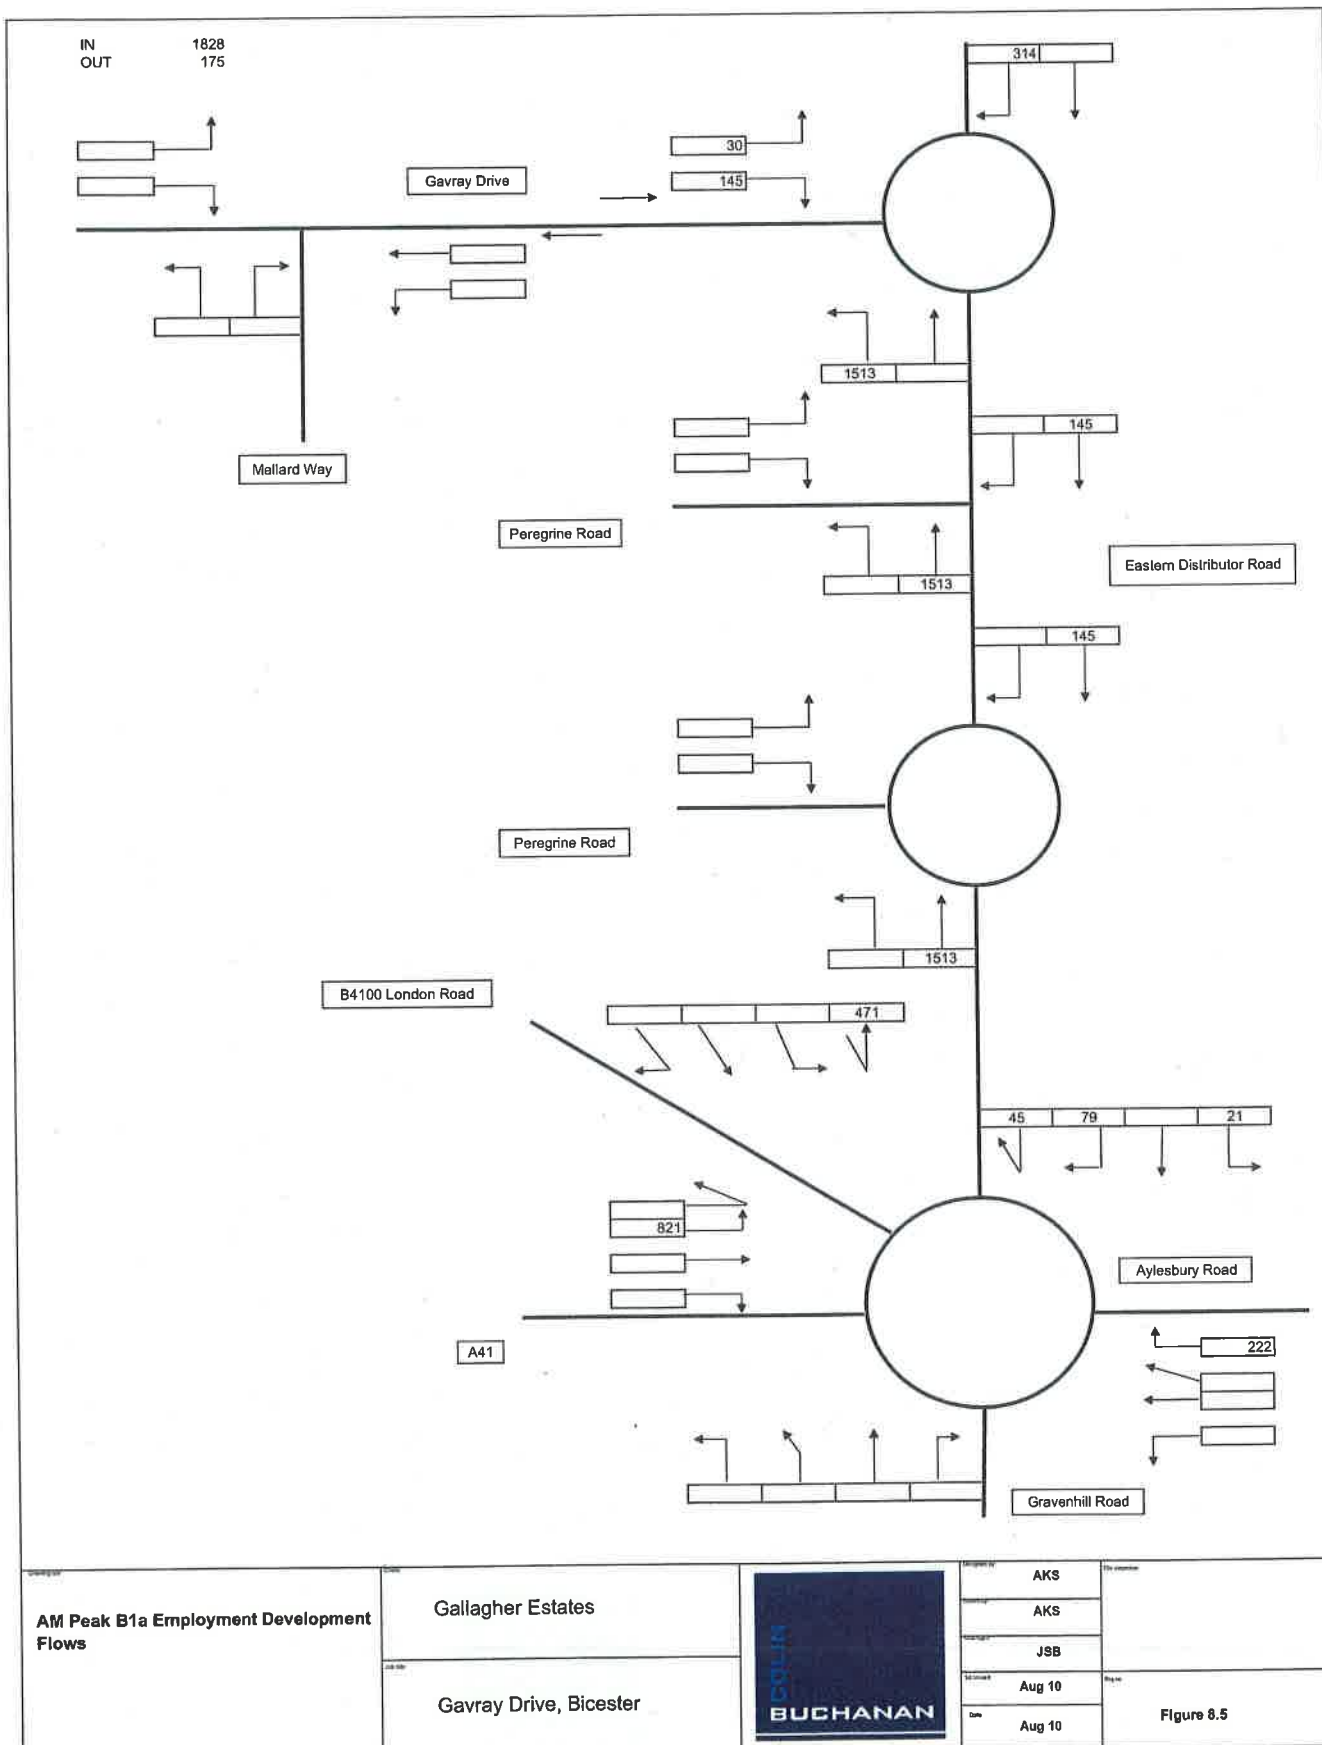 IN 1828
OUT 175
314
30
Gavray Drive
145
1513
145
Mallard Way
Peregrine Road
Eastern Distributor Road
1513
145
Peregrine Road
1513
B4100 London Road
471
45 79 21
821
Aylesbury Road
A41
222
Gravenhill Road
AM Peak B1a Employment Development
Flows
Gallagher Estates
Gavray Drive, Bicester
COLIN
BUCHANAN
AKS
AKS
JSB
Aug 10
Date
Aug 10
Figure 8.5